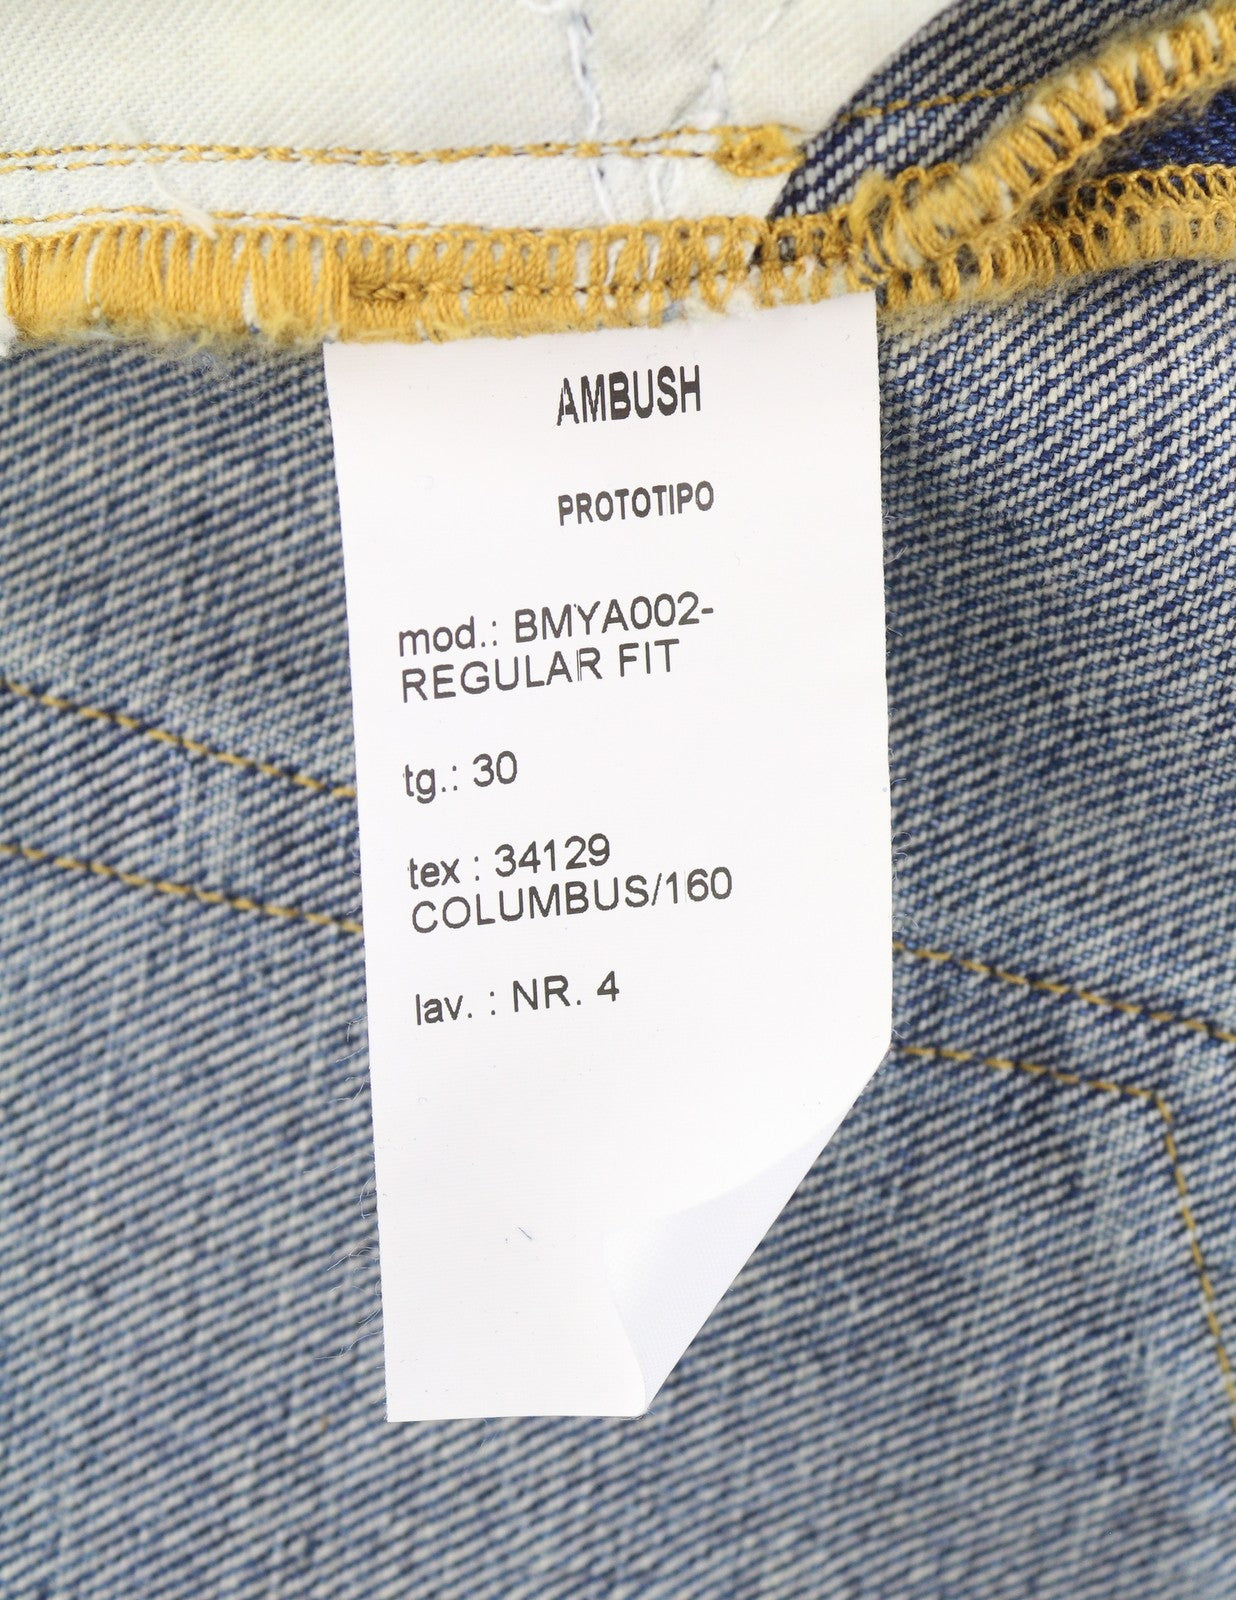 AMBUSH
PROTOTIPO
mod.: BMYA002-
REGULAR FIT
tg.: 30
tex : 34129
COLUMBUS/160
lav. : NR. 4